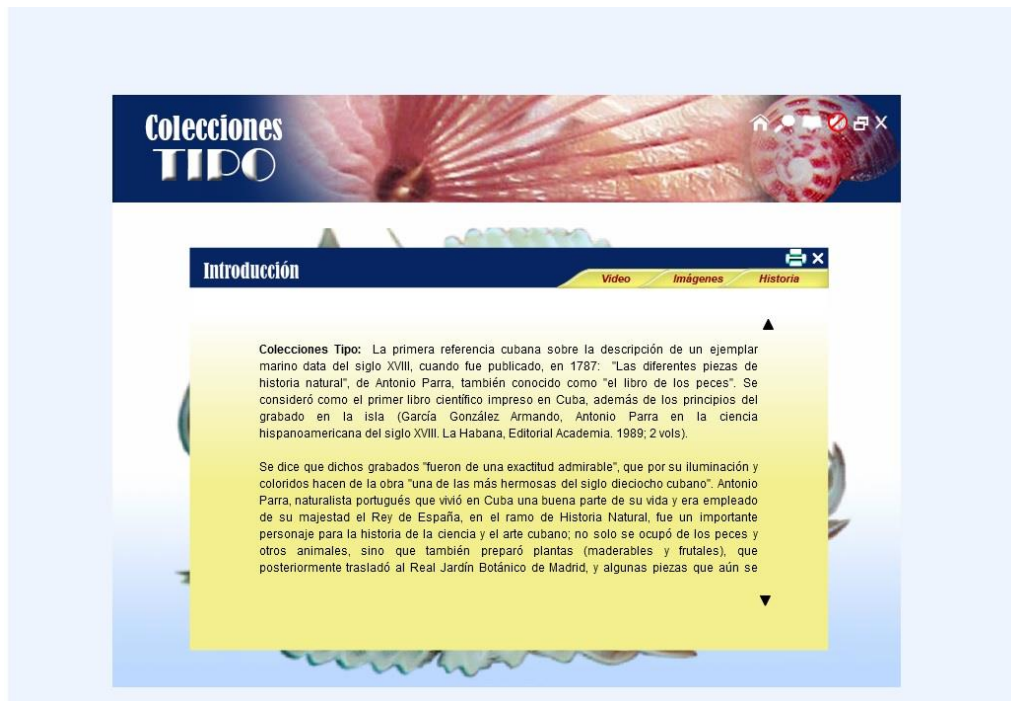 Colecciones
TIPO
Introducción
Video Imágenes Historia
Colecciones Tipo: La primera referencia cubana sobre la descripción de un ejemplar
marino data del siglo XVIII, cuando fue publicado, en 1787: "Las diferentes piezas de
historia natural", de Antonio Parra, también conocido como "el libro de los peces". Se
consideró como el primer libro científico impreso en Cuba, además de los principios del
grabado en la isla (García González Armando, Antonio Parra en la ciencia
hispanoamericana del siglo XVIII. La Habana, Editorial Academia. 1989; 2 vols).
Se dice que dichos grabados "fueron de una exactitud admirable", que por su iluminación y
coloridos hacen de la obra "una de las más hermosas del siglo dieciocho cubano". Antonio
Parra, naturalista portugués que vivió en Cuba una buena parte de su vida y era empleado
de su majestad el Rey de España, en el ramo de Historia Natural, fue un importante
personaje para la historia de la ciencia y el arte cubano; no solo se ocupó de los peces y
otros animales, sino que también preparó plantas (maderables y frutales), que
posteriormente trasladó al Real Jardín Botánico de Madrid, y algunas piezas que aún se